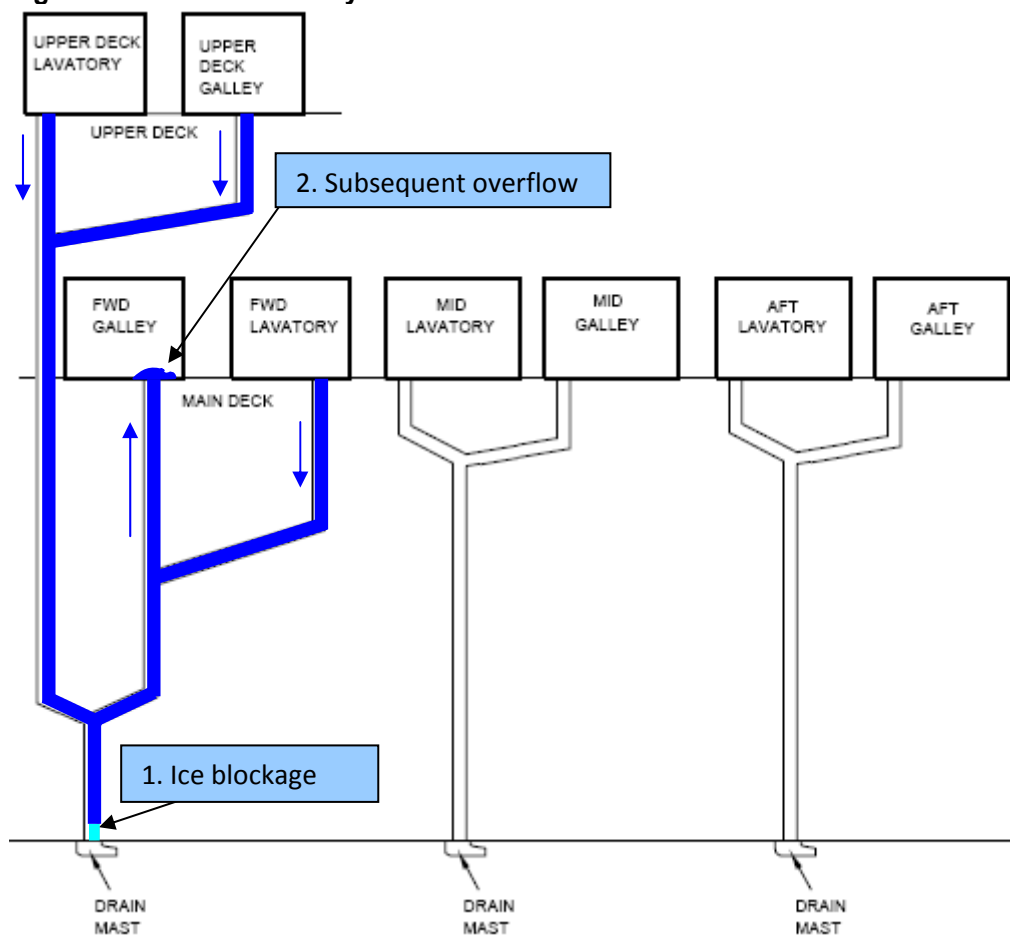 UPPER DECK
LAVATORY
UPPER
DECK
GALLEY
UPPER DECK
2. Subsequent overflow
FWD
GALLEY
FWD
LAVATORY
MID
LAVATORY
MID
GALLEY
AFT
LAVATORY
AFT
GALLEY
MAIN DECK
1. Ice blockage
DRAIN
MAST
DRAIN
MAST
DRAIN
MAST